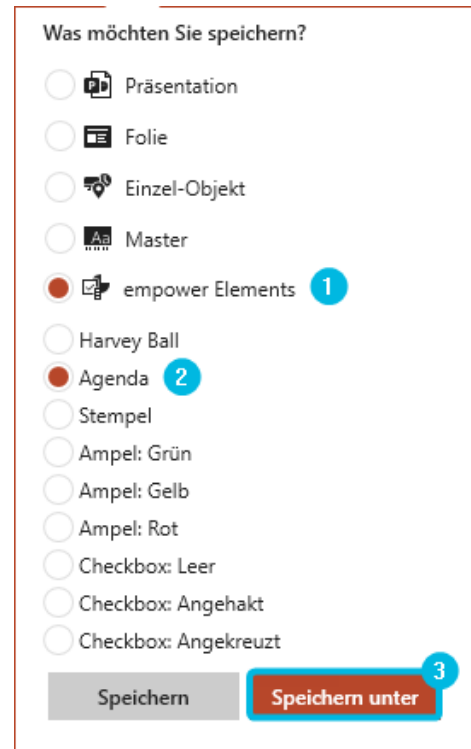 Was möchten Sie speichern?
Präsentation
Folie
Einzel-Objekt
Aa Master
empower Elements 1
Harvey Ball
Agenda 2
Stempel
Ampel: Grün
Ampel: Gelb
Ampel: Rot
Checkbox: Leer
Checkbox: Angehakt
Checkbox: Angekreuzt
3
Speichern Speichern unter